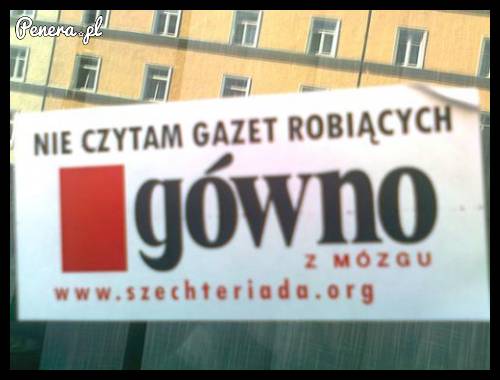 Penera.pl
NIE CZYTAM GAZET ROBIĄCYCH
gówno
Z MÓZGU
www.szechteriada.org